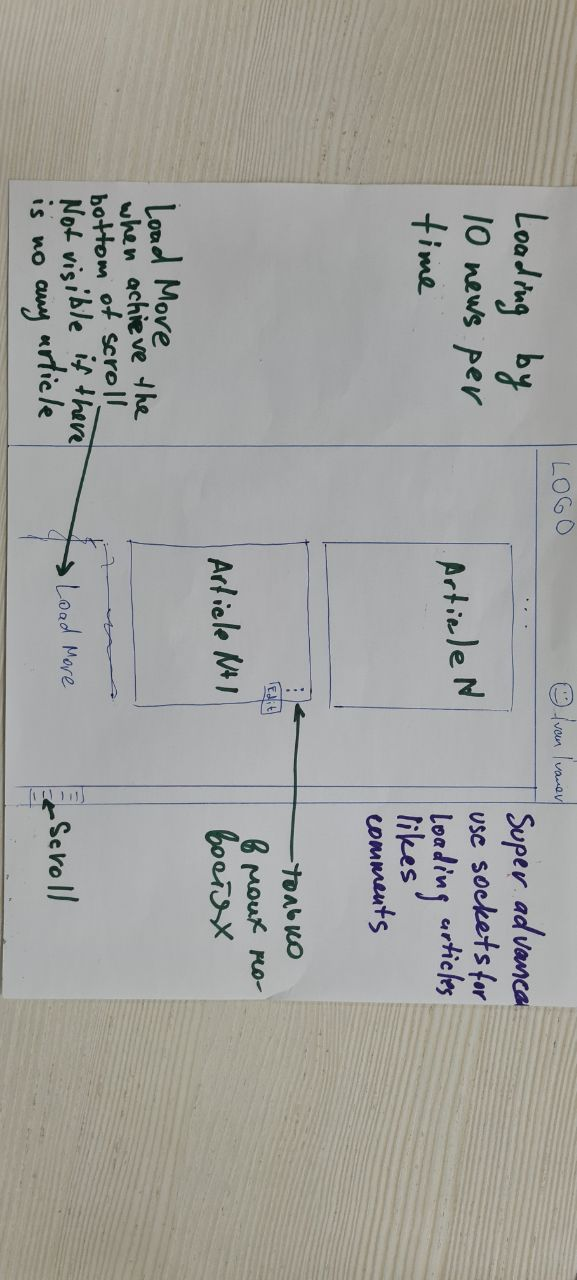 LOGO
Ivan Ivanov
Loading by
10 news per
time
...
Article N
Super advanced
use sockets for
loading articles
likes
comments
Article N+1
Edit
только
в моих но-
востях
Load More
when achieve the
bottom of scroll
Not visible if there
is no any article
Load More
Scroll